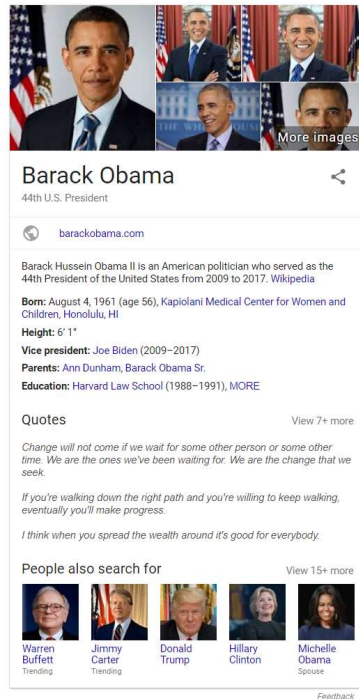 THE WHITE HOUSE
More images
Barack Obama
44th U.S. President
barackobama.com
Barack Hussein Obama II is an American politician who served as the
44th President of the United States from 2009 to 2017. Wikipedia
Born: August 4, 1961 (age 56), Kapiolani Medical Center for Women and
Children, Honolulu, HI
Height: 6′ 1″
Vice president: Joe Biden (2009–2017)
Parents: Ann Dunham, Barack Obama Sr.
Education: Harvard Law School (1988–1991), MORE
Quotes
View 7+ more
Change will not come if we wait for some other person or some other
time. We are the ones we've been waiting for. We are the change that we
seek.
If you're walking down the right path and you're willing to keep walking,
eventually you'll make progress.
I think when you spread the wealth around it's good for everybody.
People also search for
View 15+ more
Warren
Buffett
Trending
Jimmy
Carter
Trending
Donald
Trump
Hillary
Clinton
Michelle
Obama
Spouse
Feedback